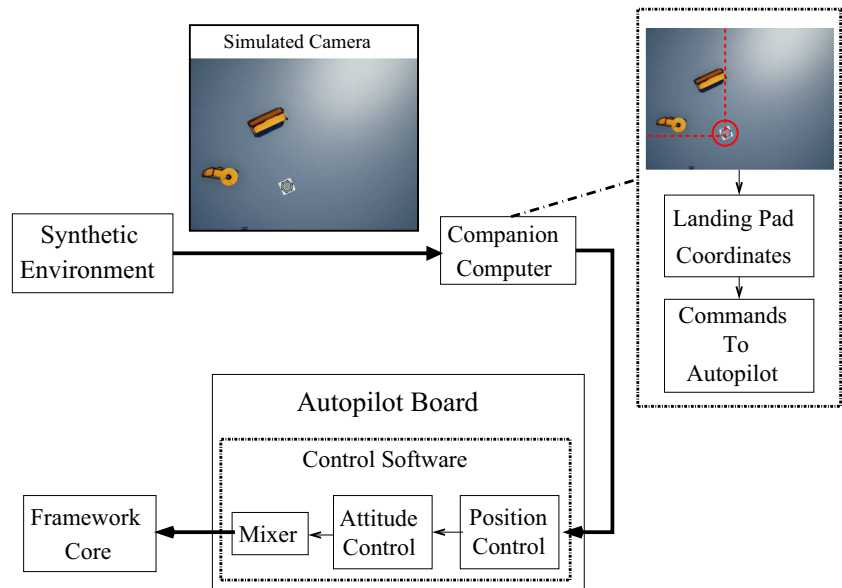 Simulated Camera
Synthetic
Environment
Companion
Computer
Landing Pad
Coordinates
Commands
To
Autopilot
Autopilot Board
Control Software
Framework
Core
Mixer
Attitude
Control
Position
Control